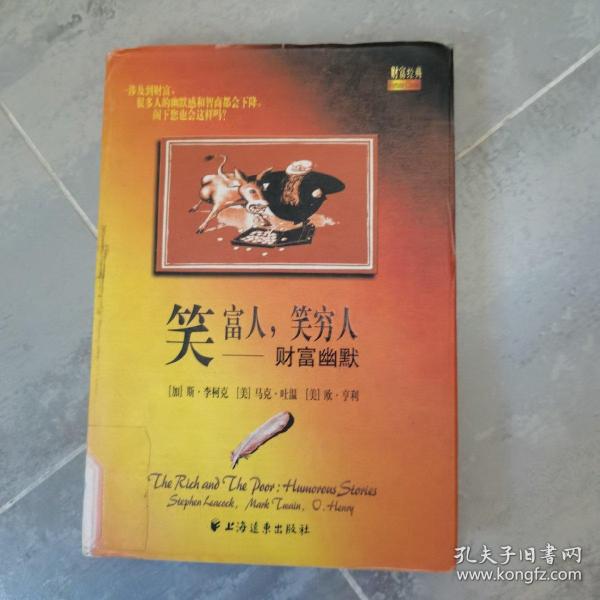 财富经典
一涉及到财富，
很多人的幽默感和智商都会下降。
阁下您也会这样吗？
笑富人，笑穷人
——财富幽默
［加］斯·李柯克 ［美］马克·吐温 ［美］欧·亨利
The Rich and The Poor: Humorous Stories
Stephen Leacock, Mark Twain, O. Henry
上海远东出版社
孔夫子旧书网
www.kongfz.com